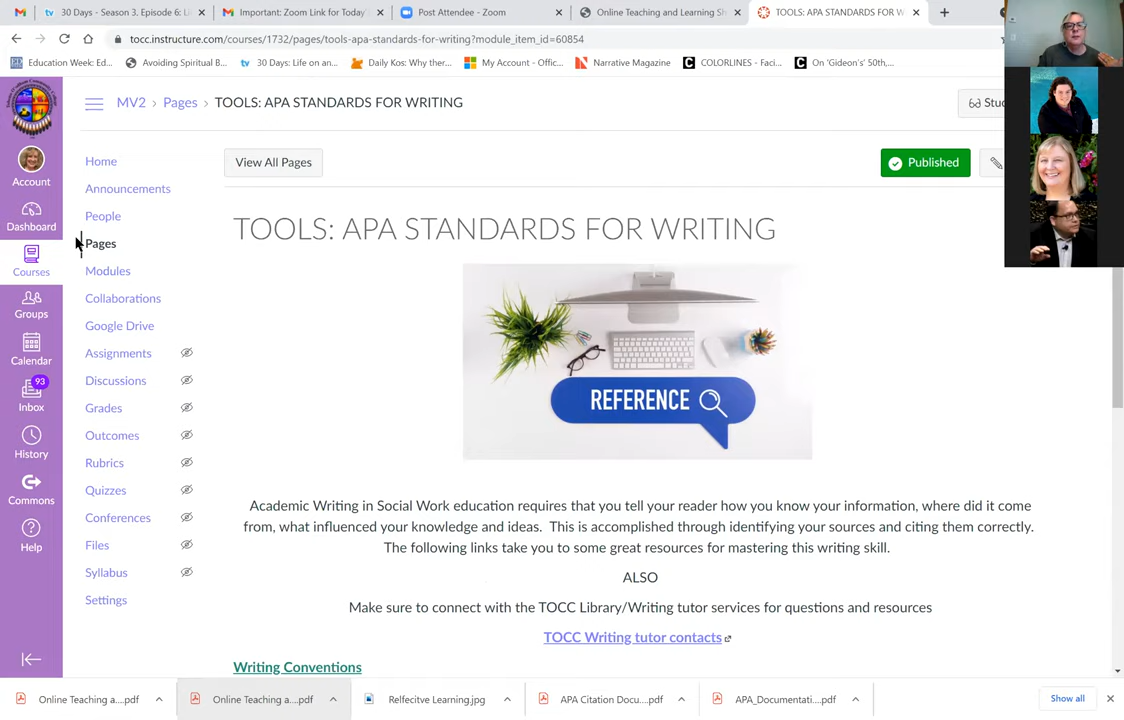 30 Days - Season 3, Episode 6: Li
Important: Zoom Link for Today'
Post Attendee - Zoom
Online Teaching and Learning Sh
TOOLS: APA STANDARDS FOR W
tocc.instructure.com/courses/1732/pages/tools-apa-standards-for-writing?module_item_id=60854
Education Week: Ed...
Avoiding Spiritual B...
30 Days: Life on an...
Daily Kos: Why ther...
My Account - Offic...
Narrative Magazine
COLORLINES - Faci...
On 'Gideon's' 50th,...
MV2 > Pages > TOOLS: APA STANDARDS FOR WRITING
Stu
Account
Dashboard
Courses
Groups
Calendar
93
Inbox
History
Commons
Help
Home
Announcements
People
Pages
Modules
Collaborations
Google Drive
Assignments
Discussions
Grades
Outcomes
Rubrics
Quizzes
Conferences
Files
Syllabus
Settings
View All Pages
Published
TOOLS: APA STANDARDS FOR WRITING
REFERENCE
Academic Writing in Social Work education requires that you tell your reader how you know your information, where did it come
from, what influenced your knowledge and ideas. This is accomplished through identifying your sources and citing them correctly.
The following links take you to some great resources for mastering this writing skill.
ALSO
Make sure to connect with the TOCC Library/Writing tutor services for questions and resources
TOCC Writing tutor contacts
Writing Conventions
Online Teaching a....pdf
Online Teaching a....pdf
Relfecitve Learning.jpg
APA Citation Docu....pdf
APA_Documentati....pdf
Show all